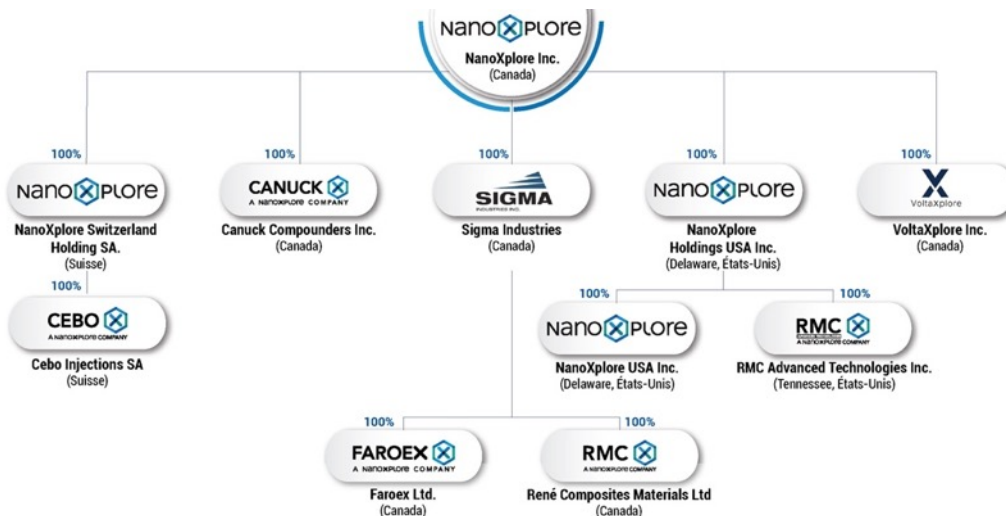 NanoXplore
NanoXplore Inc.
(Canada)
100%
100%
100%
100%
100%
NanoXplore
CANUCK
A NANOXPLORE COMPANY
SIGMA
INDUSTRIES INC.
NanoXplore
VoltaXplore
NanoXplore Switzerland
Holding SA.
(Suisse)
Canuck Compounders Inc.
(Canada)
Sigma Industries
(Canada)
NanoXplore
Holdings USA Inc.
(Delaware, États-Unis)
VoltaXplore Inc.
(Canada)
100%
100%
100%
CEBO
A NANOXPLORE COMPANY
NanoXplore
RMC
A NANOXPLORE COMPANY
Cebo Injections SA
(Suisse)
NanoXplore USA Inc.
(Delaware, États-Unis)
RMC Advanced Technologies Inc.
(Tennessee, États-Unis)
100%
100%
FAROEX
A NANOXPLORE COMPANY
RMC
A NANOXPLORE COMPANY
Faroex Ltd.
(Canada)
René Composites Materials Ltd
(Canada)